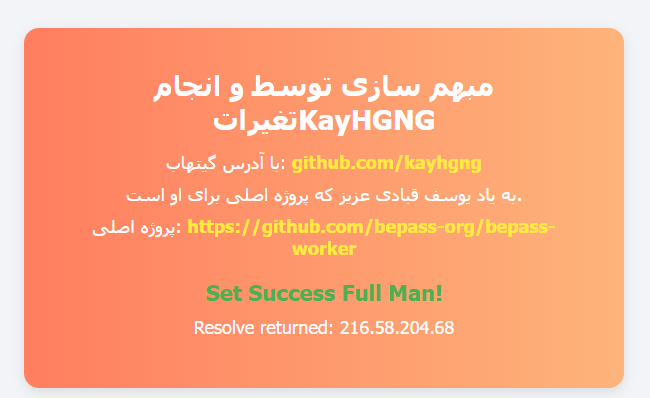 مبهم سازی توسط و انجام
تغیراتKayHGNG
با آدرس گیتهاب: github.com/kayhgng
به یاد یوسف قبادی عزیز که پروژه اصلی برای او است.
پروژه اصلی: https://github.com/bepass-org/bepass-
worker
Set Success Full Man!
Resolve returned: 216.58.204.68